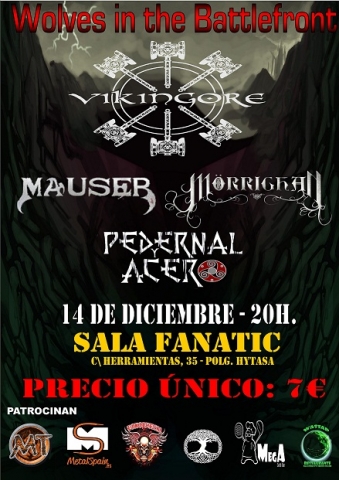 Wolves in the Battlefront
VIKINGORE
MAUSER
MÖRRIGHAN
PEDERNAL
ACERO
14 DE DICIEMBRE - 20H.
SALA FANATIC
C\ HERRAMIENTAS, 35 - POLG. HYTASA
PRECIO ÚNICO: 7€
PATROCINAN
MetalSpain
MEGA